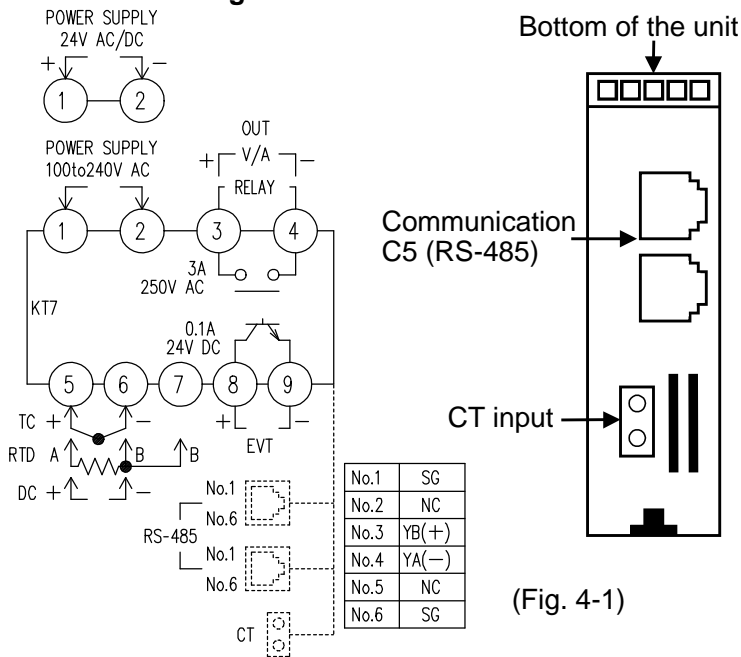 POWER SUPPLY
24V AC/DC
+ −
1 2
POWER SUPPLY
100to240V AC
OUT
+ V/A −
RELAY
1 2 3 4
3A
250V AC
KT7
0.1A
24V DC
5 6 7 8 9
TC + −
+ −
EVT
RTD A B B
DC + −
No.1
No.6
RS-485
No.1
No.6
CT
No.1 SG
No.2 NC
No.3 YB(+)
No.4 YA(−)
No.5 NC
No.6 SG
Bottom of the unit
Communication
C5 (RS-485)
CT input
(Fig. 4-1)